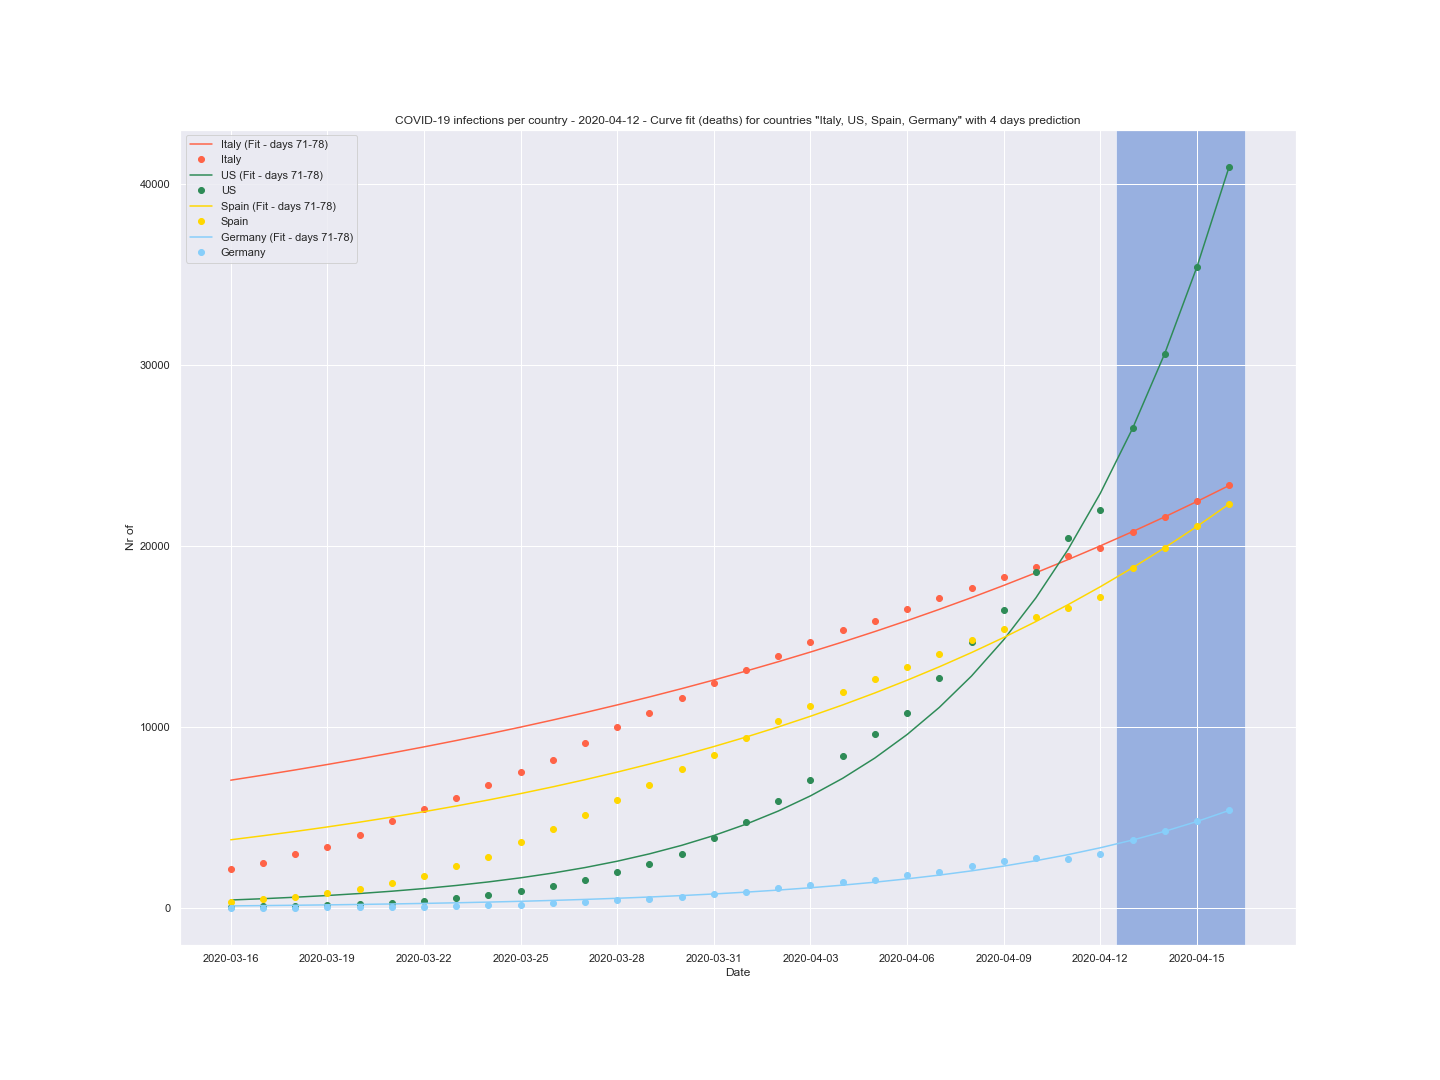 COVID-19 infections per country - 2020-04-12 - Curve fit (deaths) for countries "Italy, US, Spain, Germany" with 4 days prediction
Italy (Fit - days 71-78)
Italy
US (Fit - days 71-78)
US
Spain (Fit - days 71-78)
Spain
Germany (Fit - days 71-78)
Germany
40000
30000
20000
10000
0
Nr of
2020-03-16 2020-03-19 2020-03-22 2020-03-25 2020-03-28 2020-03-31 2020-04-03 2020-04-06 2020-04-09 2020-04-12 2020-04-15
Date